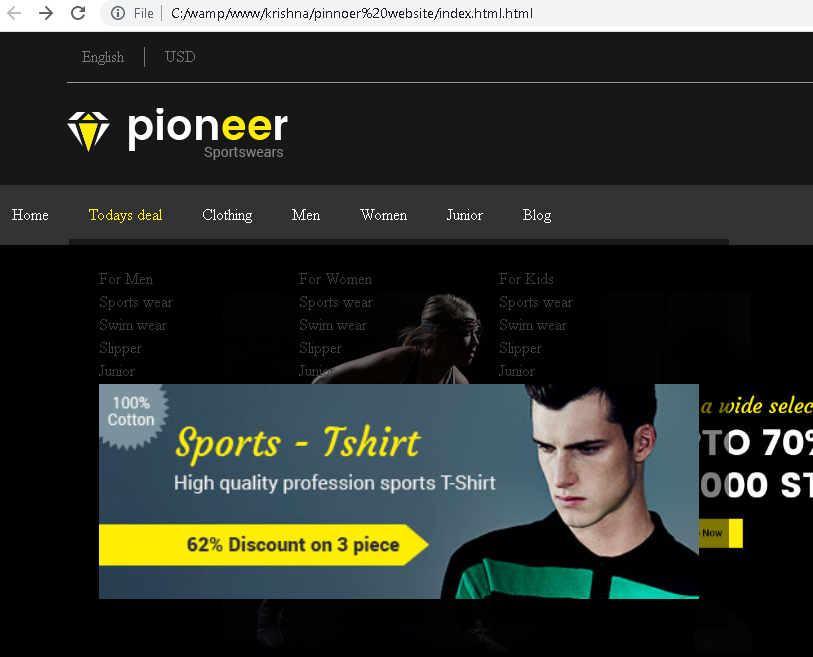 File C:/wamp/www/krishna/pinnoer%20website/index.html.html
English USD
pioneer
Sportswears
Home Todays deal Clothing Men Women Junior Blog
For Men For Women For Kids
Sports wear Sports wear Sports wear
Swim wear Swim wear Swim wear
Slipper Slipper Slipper
Junior Junior Junior
100%
Cotton
Sports - Tshirt
High quality profession sports T-Shirt
62% Discount on 3 piece
a wide selec
PTO 70%
000 ST
Now